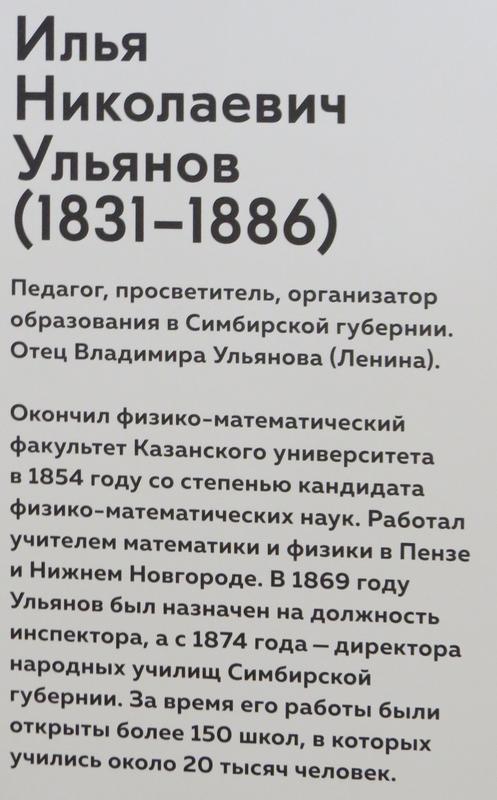 Илья
Николаевич
Ульянов
(1831–1886)
Педагог, просветитель, организатор
образования в Симбирской губернии.
Отец Владимира Ульянова (Ленина).
Окончил физико-математический
факультет Казанского университета
в 1854 году со степенью кандидата
физико-математических наук. Работал
учителем математики и физики в Пензе
и Нижнем Новгороде. В 1869 году
Ульянов был назначен на должность
инспектора, а с 1874 года — директора
народных училищ Симбирской
губернии. За время его работы были
открыты более 150 школ, в которых
учились около 20 тысяч человек.